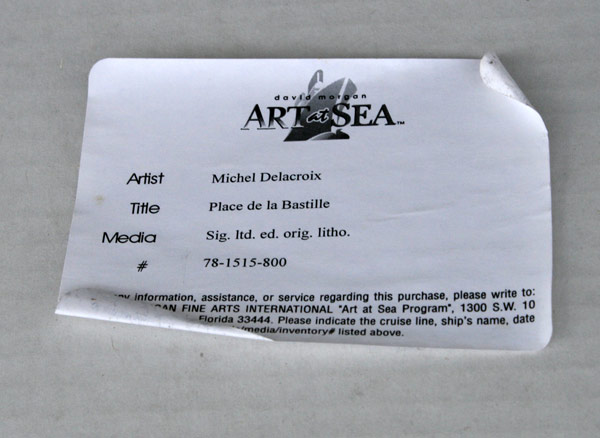 david morgan
ART at SEA™
Artist Michel Delacroix
Title Place de la Bastille
Media Sig. ltd. ed. orig. litho.
# 78-1515-800
information, assistance, or service regarding this purchase, please write to:
FINE ARTS INTERNATIONAL "Art at Sea Program", 1300 S.W. 10
Florida 33444. Please indicate the cruise line, ship's name, date
/media/inventory# listed above.